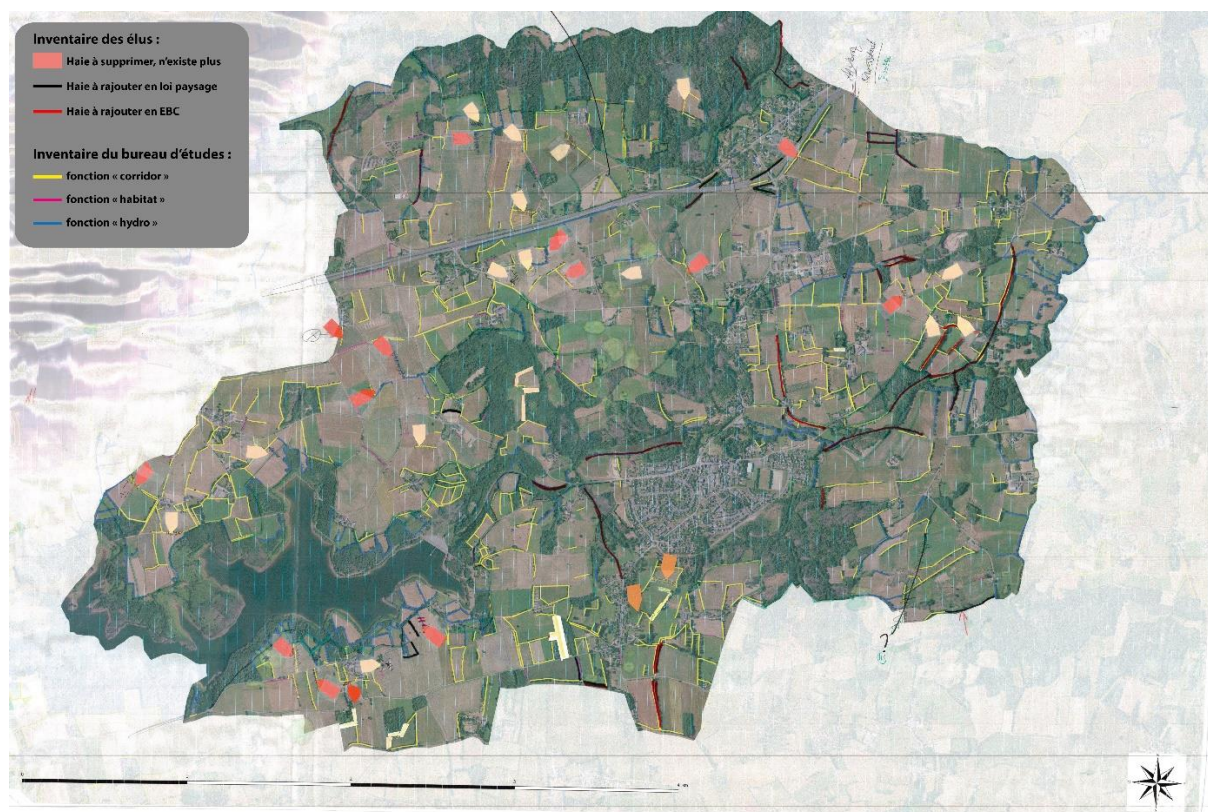 Inventaire des élus :
Haie à supprimer, n'existe plus
Haie à rajouter en loi paysage
Haie à rajouter en EBC
Inventaire du bureau d'études :
fonction « corridor »
fonction « habitat »
fonction « hydro »